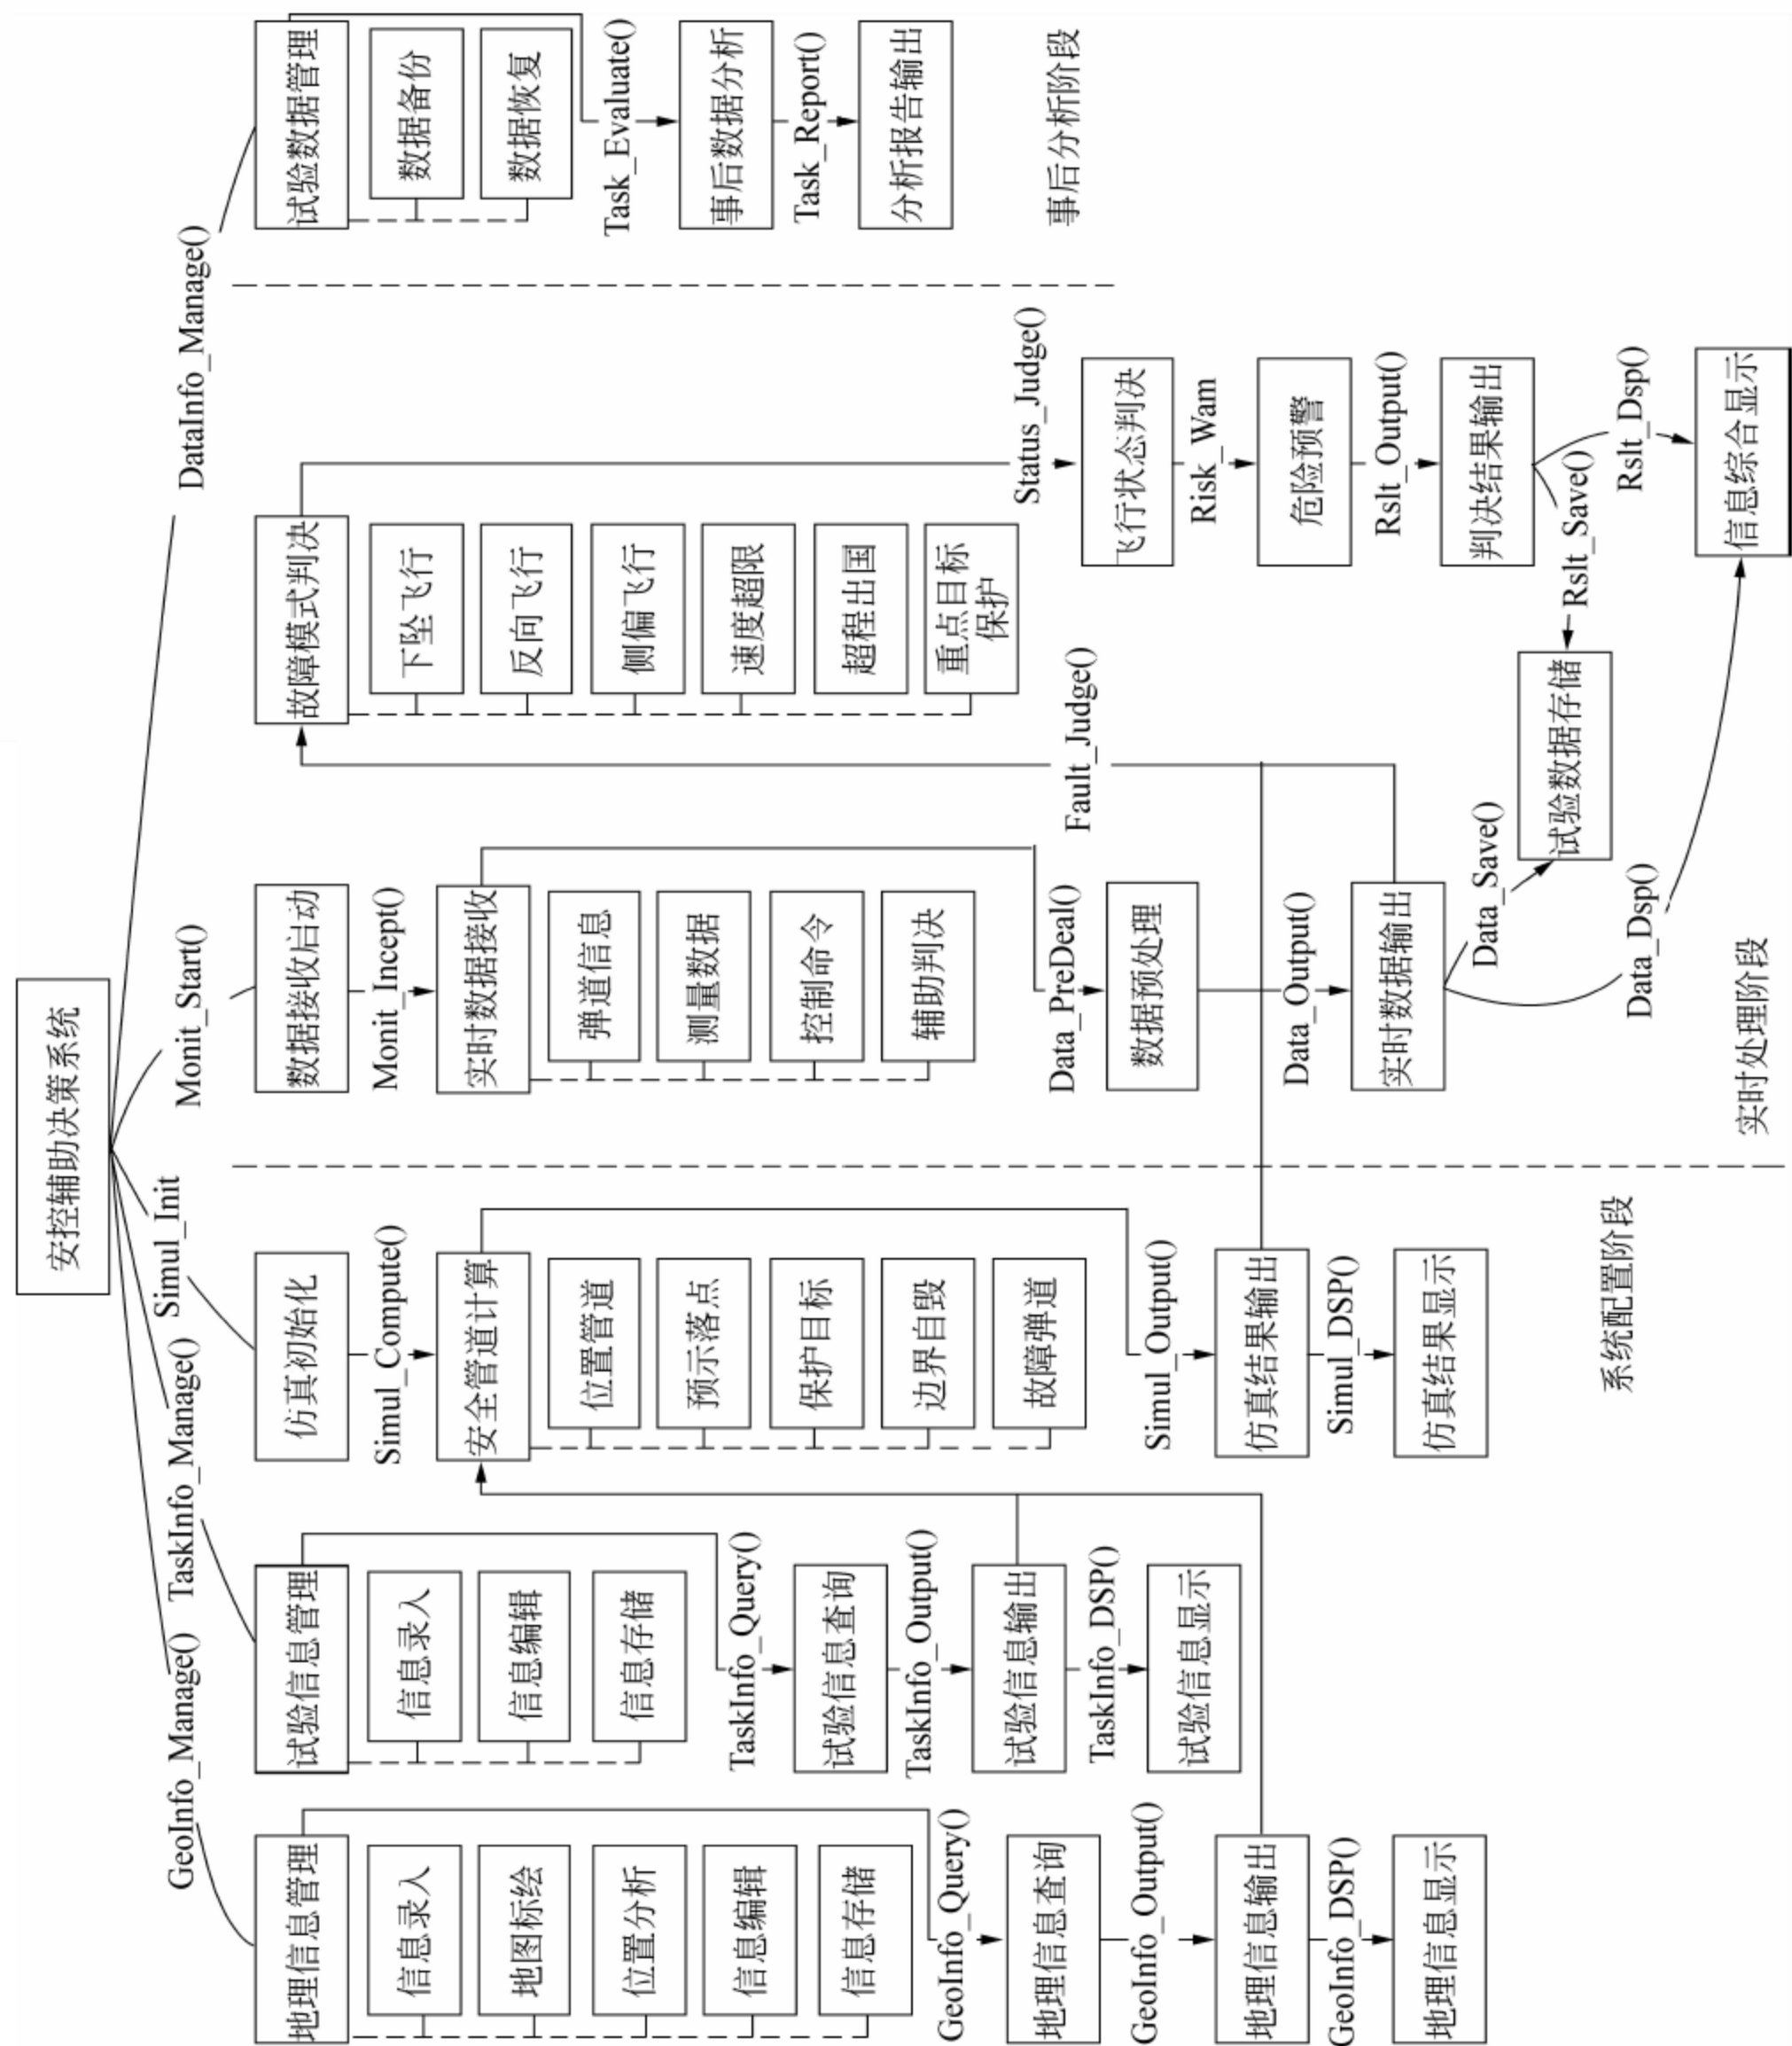 安控辅助决策系统
GeoInfo_Manage()
TaskInfo_Manage()
Simul_Init
Monit_Start()
DataInfo_Manage()
地理信息管理
信息录入
地图标绘
位置分析
信息编辑
信息存储
GeoInfo_Query()
地理信息查询
GeoInfo_Output()
地理信息输出
GeoInfo_DSP()
地理信息显示
试验信息管理
信息录入
信息编辑
信息存储
TaskInfo_Query()
试验信息查询
TaskInfo_Output()
试验信息输出
TaskInfo_DSP()
试验信息显示
仿真初始化
Simul_Compute()
安全管道计算
位置管道
预示落点
保护目标
边界自毁
故障弹道
Simul_Output()
仿真结果输出
Simul_DSP()
仿真结果显示
系统配置阶段
数据接收启动
Monit_Incept()
实时数据接收
弹道信息
测量数据
控制命令
辅助判决
Data_PreDeal()
数据预处理
Data_Output()
实时数据输出
Data_Save()
Data_Dsp()
试验数据存储
Fault_Judge()
故障模式判决
下坠飞行
反向飞行
侧偏飞行
速度超限
超程出国
重点目标
保护
Status_Judge()
飞行状态判决
Risk_Wam
危险预警
Rslt_Output()
判决结果输出
Rslt_Save()
Rslt_Dsp()
信息综合显示
实时处理阶段
试验数据管理
数据备份
数据恢复
Task_Evaluate()
事后数据分析
Task_Report()
分析报告输出
事后分析阶段